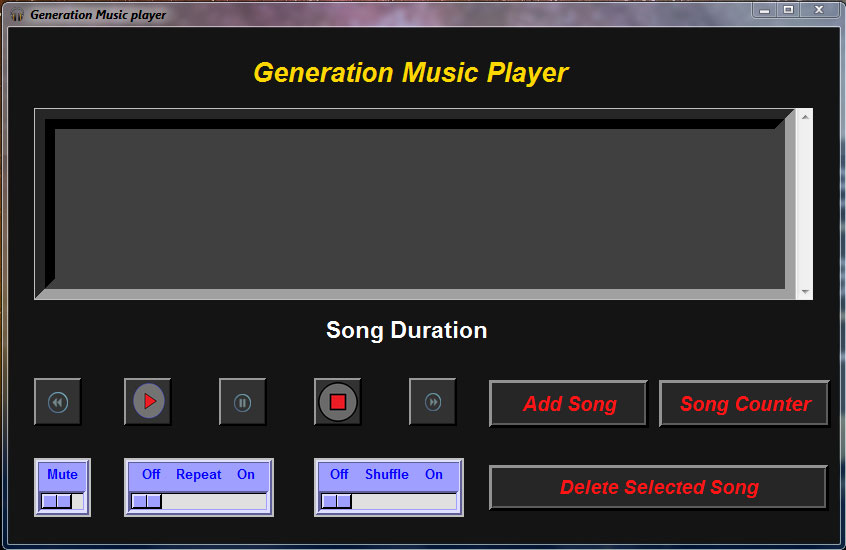 Generation Music player
Generation Music Player
Song Duration
Add Song
Song Counter
Mute
Off Repeat On
Off Shuffle On
Delete Selected Song